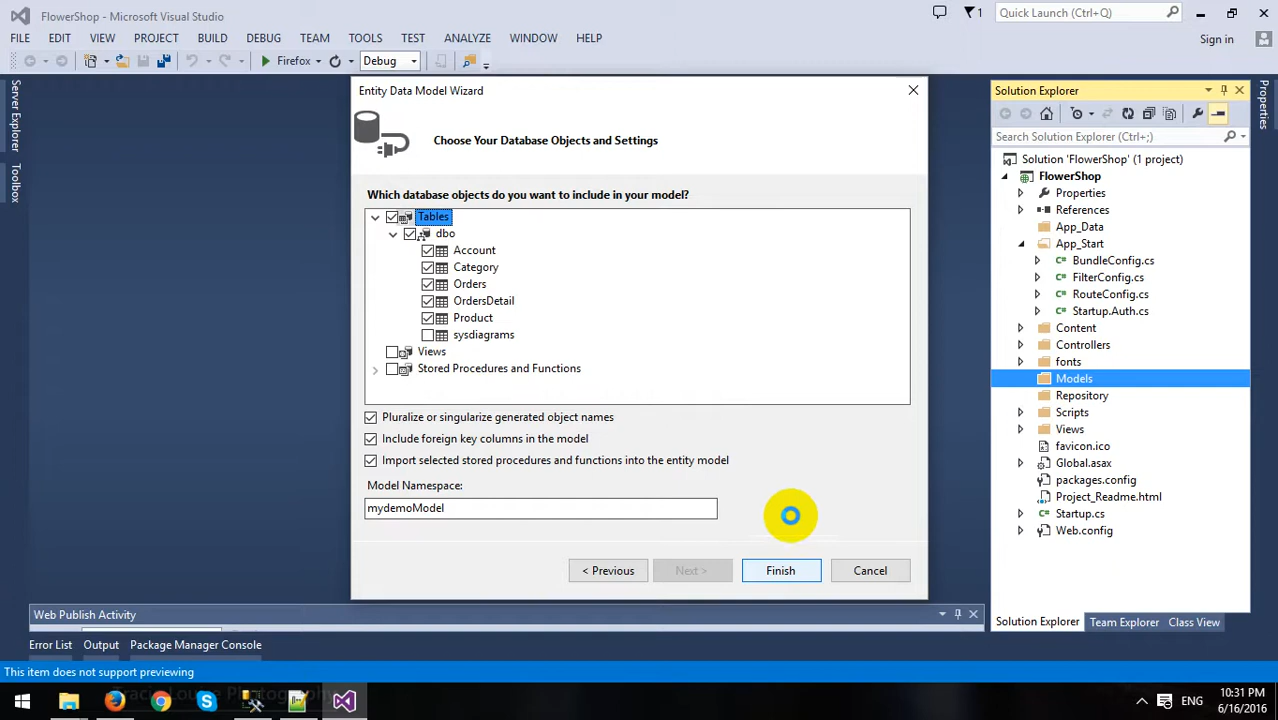 FlowerShop - Microsoft Visual Studio
1
Quick Launch (Ctrl+Q)
FILE EDIT VIEW PROJECT BUILD DEBUG TEAM TOOLS TEST ANALYZE WINDOW HELP
Sign in
Firefox
Debug
Server Explorer
Toolbox
Entity Data Model Wizard
Choose Your Database Objects and Settings
Which database objects do you want to include in your model?
Tables
dbo
Account
Category
Orders
OrdersDetail
Product
sysdiagrams
Views
Stored Procedures and Functions
Pluralize or singularize generated object names
Include foreign key columns in the model
Import selected stored procedures and functions into the entity model
Model Namespace:
mydemoModel
< Previous
Next >
Finish
Cancel
Solution Explorer
Search Solution Explorer (Ctrl+;)
Solution 'FlowerShop' (1 project)
FlowerShop
Properties
References
App_Data
App_Start
BundleConfig.cs
FilterConfig.cs
RouteConfig.cs
Startup.Auth.cs
Content
Controllers
fonts
Models
Repository
Scripts
Views
favicon.ico
Global.asax
packages.config
Project_Readme.html
Startup.cs
Web.config
Solution Explorer Team Explorer Class View
Properties
Web Publish Activity
Error List Output Package Manager Console
This item does not support previewing
Tracie Louise Photography
ENG
10:31 PM
6/16/2016